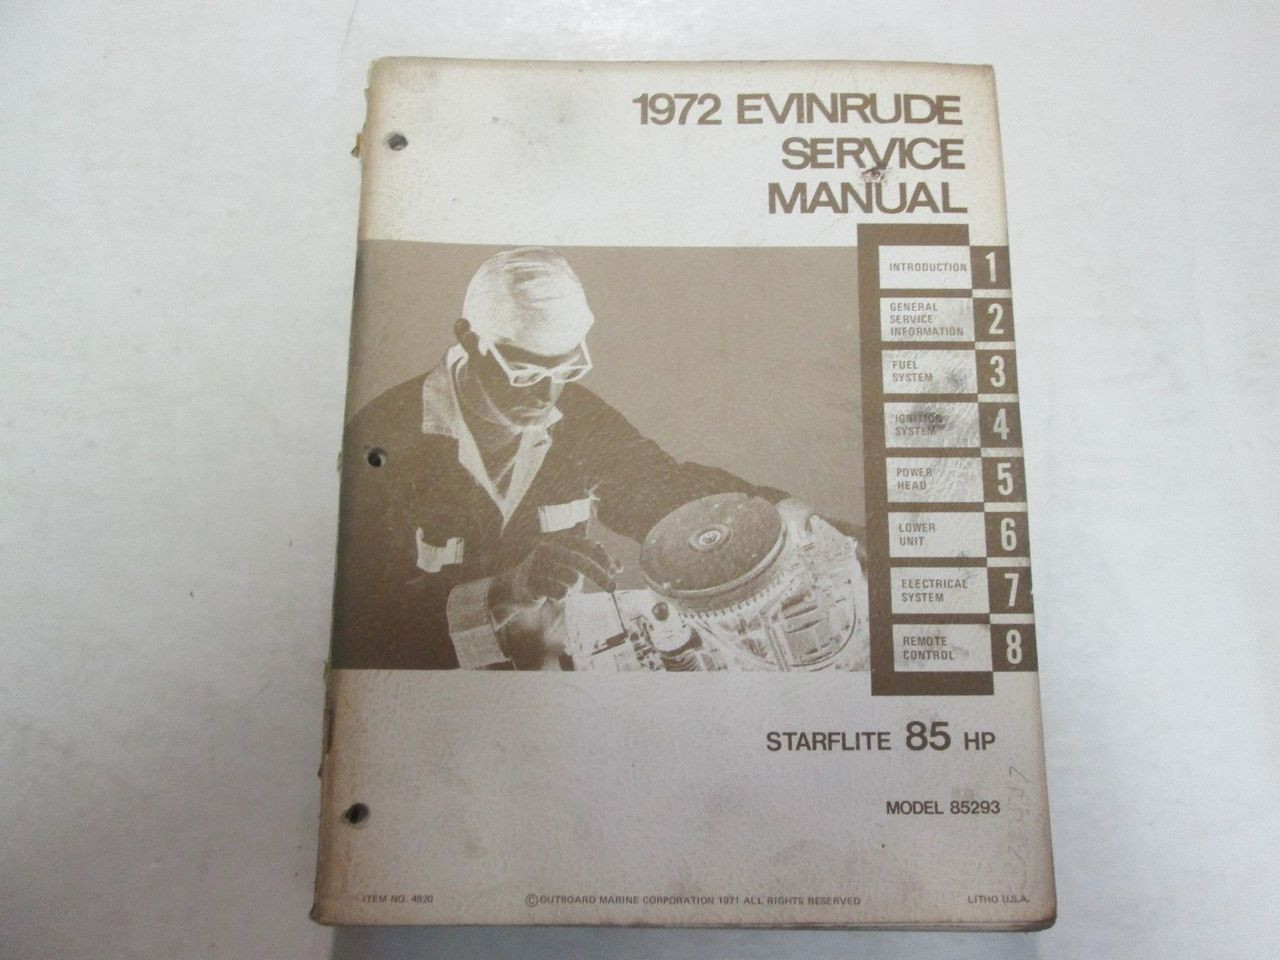 1972 EVINRUDE
SERVICE
MANUAL
INTRODUCTION 1
GENERAL
SERVICE
INFORMATION 2
FUEL
SYSTEM 3
IGNITION
SYSTEM 4
POWER
HEAD 5
LOWER
UNIT 6
ELECTRICAL
SYSTEM 7
REMOTE
CONTROL 8
STARFLITE 85 HP
MODEL 85293
ITEM NO. 4820
©OUTBOARD MARINE CORPORATION 1971 ALL RIGHTS RESERVED
LITHO U.S.A.